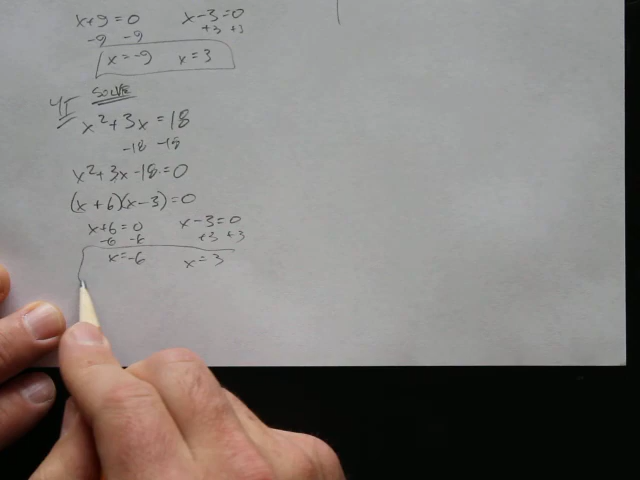 x+9=0 x-3=0
-9 -9 +3 +3
x=-9 x=3
YT SOLVE
x²+3x=18
-18 -18
x²+3x-18=0
(x+6)(x-3)=0
x+6=0 x-3=0
-6 -6 +3 +3
x=-6 x=3